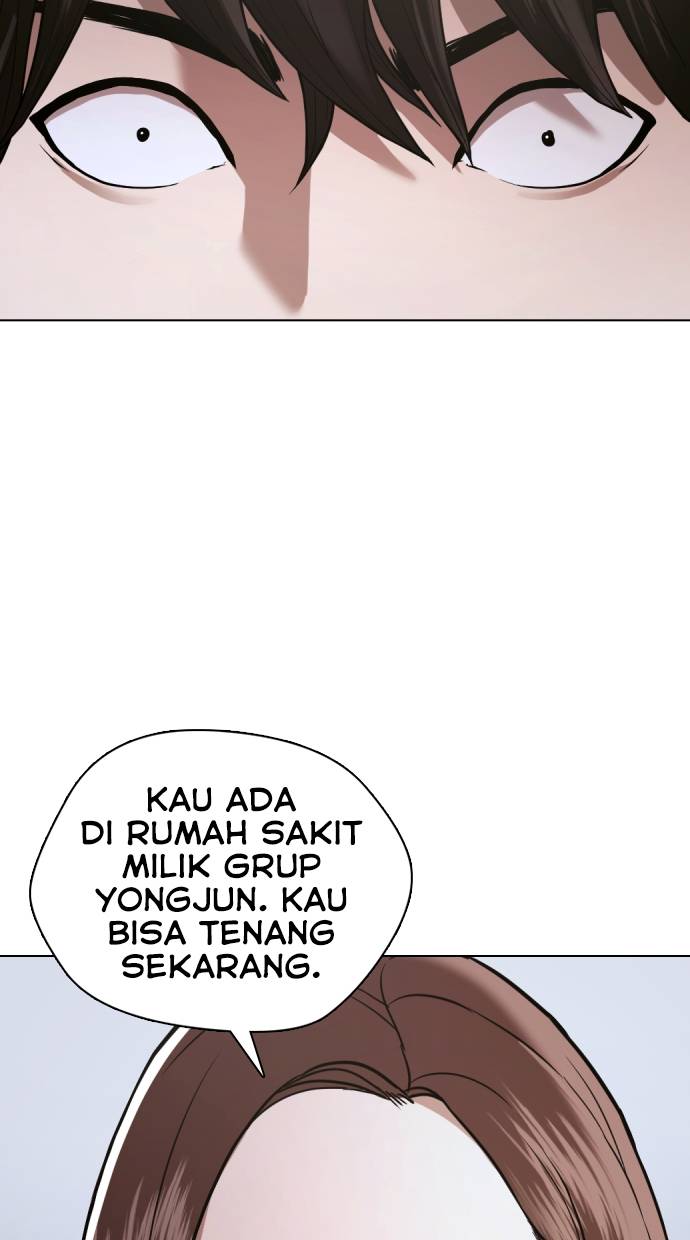 KAU ADA
DI RUMAH SAKIT
MILIK GRUP
YONGJUN. KAU
BISA TENANG
SEKARANG.